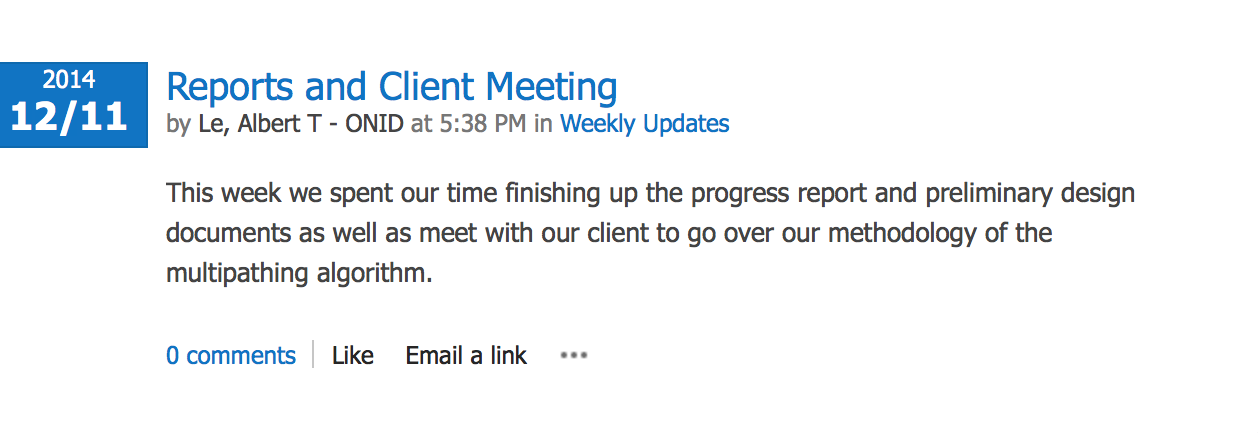 2014
12/11
Reports and Client Meeting
by Le, Albert T - ONID at 5:38 PM in Weekly Updates
This week we spent our time finishing up the progress report and preliminary design
documents as well as meet with our client to go over our methodology of the
multipathing algorithm.
0 comments Like Email a link •••